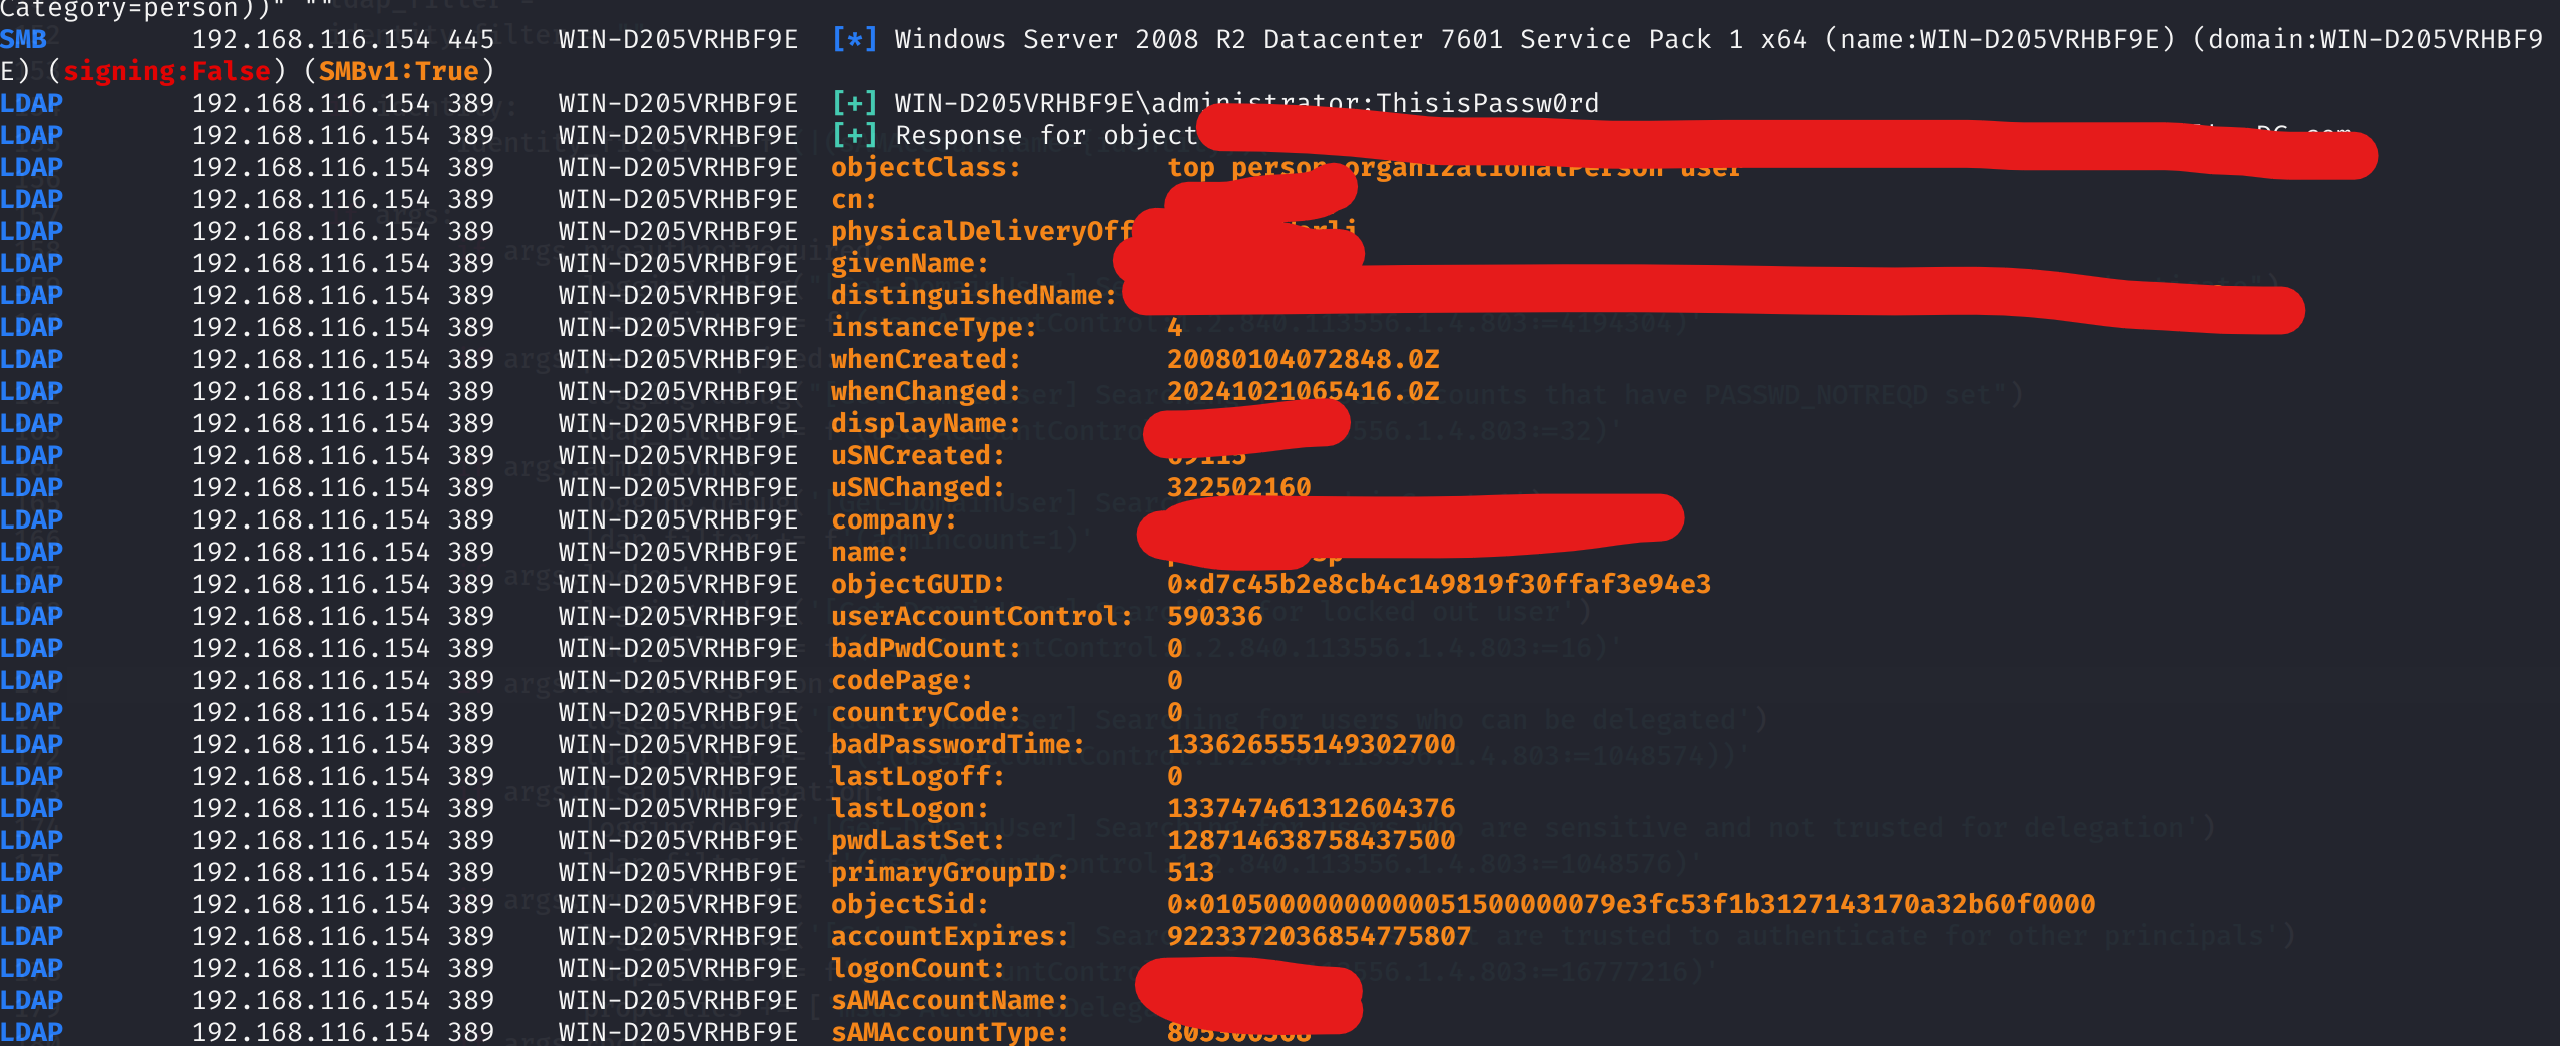 Category=person))" ""
SMB 192.168.116.154 445 WIN-D205VRHBF9E [*] Windows Server 2008 R2 Datacenter 7601 Service Pack 1 x64 (name:WIN-D205VRHBF9E) (domain:WIN-D205VRHBF9
E) (signing:False) (SMBv1:True)
LDAP 192.168.116.154 389 WIN-D205VRHBF9E [+] WIN-D205VRHBF9E\administrator:ThisisPassw0rd
LDAP 192.168.116.154 389 WIN-D205VRHBF9E [+] Response for object
LDAP 192.168.116.154 389 WIN-D205VRHBF9E objectClass: top person organizationalPerson user
LDAP 192.168.116.154 389 WIN-D205VRHBF9E cn:
LDAP 192.168.116.154 389 WIN-D205VRHBF9E physicalDeliveryOff
LDAP 192.168.116.154 389 WIN-D205VRHBF9E givenName:
LDAP 192.168.116.154 389 WIN-D205VRHBF9E distinguishedName:
LDAP 192.168.116.154 389 WIN-D205VRHBF9E instanceType: 4
LDAP 192.168.116.154 389 WIN-D205VRHBF9E whenCreated: 20080104072848.0Z
LDAP 192.168.116.154 389 WIN-D205VRHBF9E whenChanged: 20241021065416.0Z
LDAP 192.168.116.154 389 WIN-D205VRHBF9E displayName:
LDAP 192.168.116.154 389 WIN-D205VRHBF9E uSNCreated:
LDAP 192.168.116.154 389 WIN-D205VRHBF9E uSNChanged: 322502160
LDAP 192.168.116.154 389 WIN-D205VRHBF9E company:
LDAP 192.168.116.154 389 WIN-D205VRHBF9E name:
LDAP 192.168.116.154 389 WIN-D205VRHBF9E objectGUID: 0×d7c45b2e8cb4c149819f30ffaf3e94e3
LDAP 192.168.116.154 389 WIN-D205VRHBF9E userAccountControl: 590336
LDAP 192.168.116.154 389 WIN-D205VRHBF9E badPwdCount: 0
LDAP 192.168.116.154 389 WIN-D205VRHBF9E codePage: 0
LDAP 192.168.116.154 389 WIN-D205VRHBF9E countryCode: 0
LDAP 192.168.116.154 389 WIN-D205VRHBF9E badPasswordTime: 133626555149302700
LDAP 192.168.116.154 389 WIN-D205VRHBF9E lastLogoff: 0
LDAP 192.168.116.154 389 WIN-D205VRHBF9E lastLogon: 133747461312604376
LDAP 192.168.116.154 389 WIN-D205VRHBF9E pwdLastSet: 128714638758437500
LDAP 192.168.116.154 389 WIN-D205VRHBF9E primaryGroupID: 513
LDAP 192.168.116.154 389 WIN-D205VRHBF9E objectSid: 0×01050000000000051500000079e3fc53f1b3127143170a32b60f0000
LDAP 192.168.116.154 389 WIN-D205VRHBF9E accountExpires: 9223372036854775807
LDAP 192.168.116.154 389 WIN-D205VRHBF9E logonCount:
LDAP 192.168.116.154 389 WIN-D205VRHBF9E sAMAccountName:
LDAP 192.168.116.154 389 WIN-D205VRHBF9E sAMAccountType: